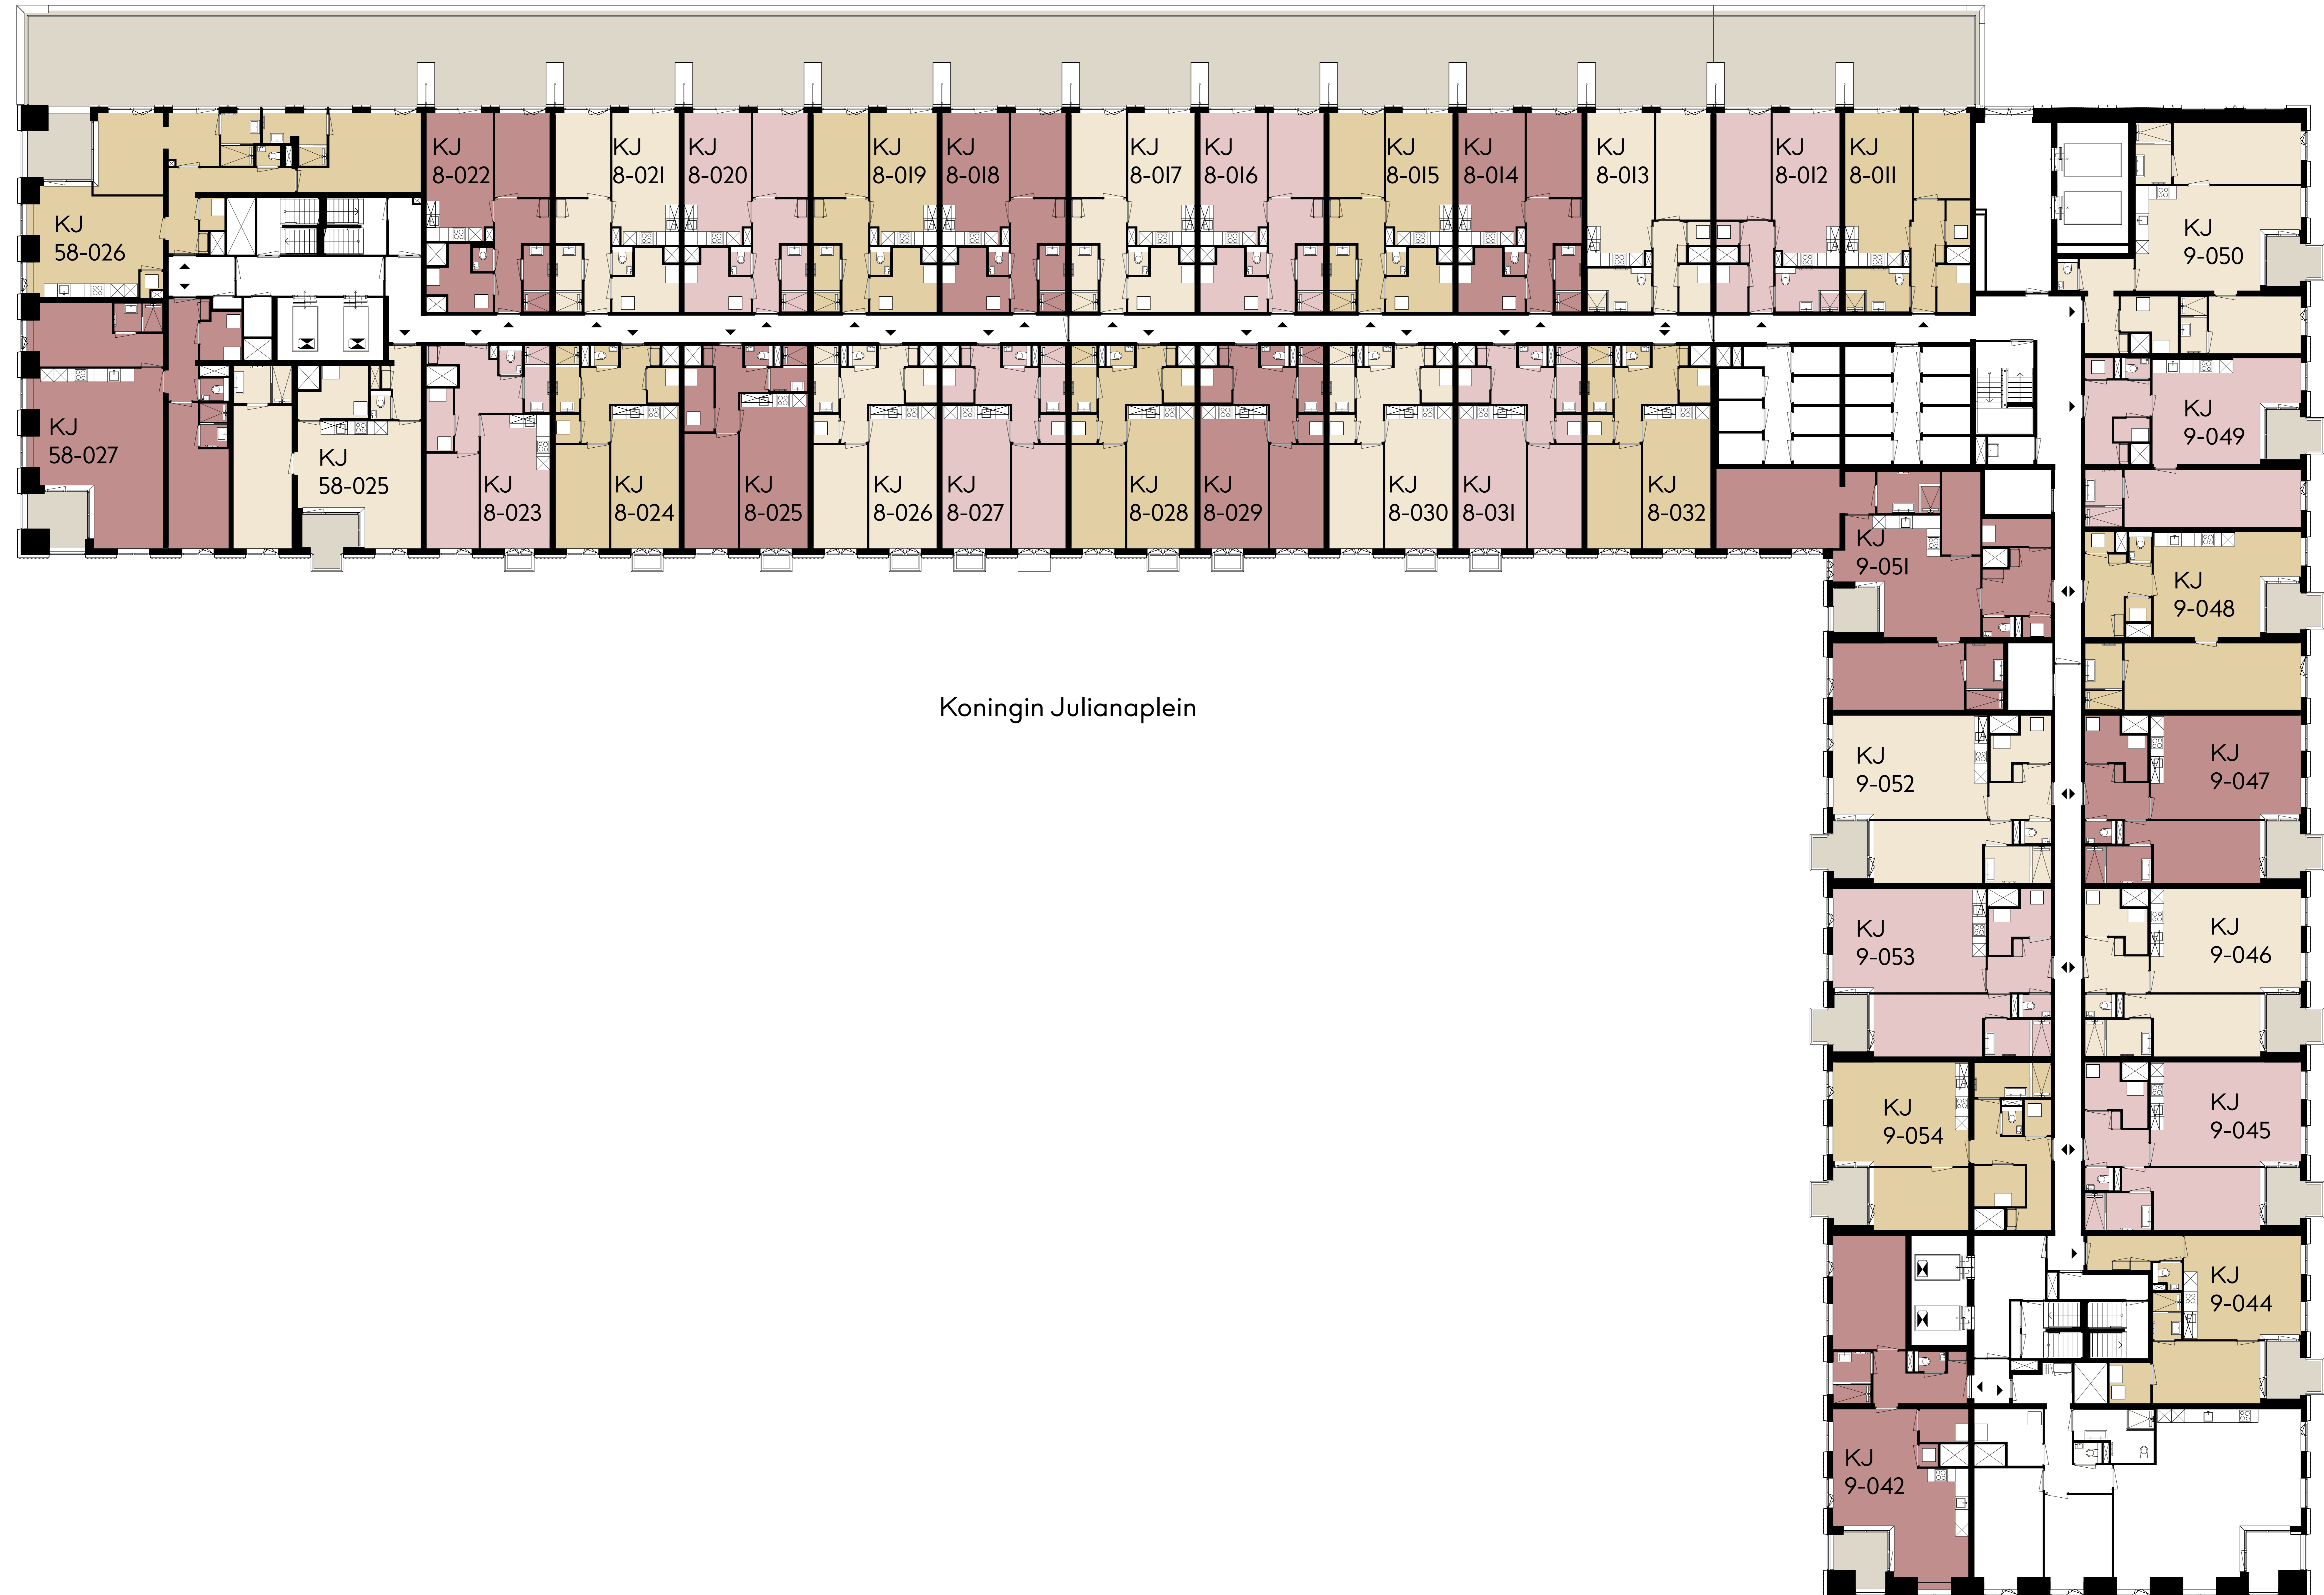 KJ
8-022
KJ
8-021
KJ
8-020
KJ
8-019
KJ
8-018
KJ
8-017
KJ
8-016
KJ
8-015
KJ
8-014
KJ
8-013
KJ
8-012
KJ
8-011
KJ
58-026
KJ
9-050
KJ
58-027
KJ
58-025
KJ
8-023
KJ
8-024
KJ
8-025
KJ
8-026
KJ
8-027
KJ
8-028
KJ
8-029
KJ
8-030
KJ
8-031
KJ
8-032
KJ
9-049
KJ
9-051
KJ
9-048
Koningin Julianaplein
KJ
9-052
KJ
9-047
KJ
9-053
KJ
9-046
KJ
9-054
KJ
9-045
KJ
9-044
KJ
9-042